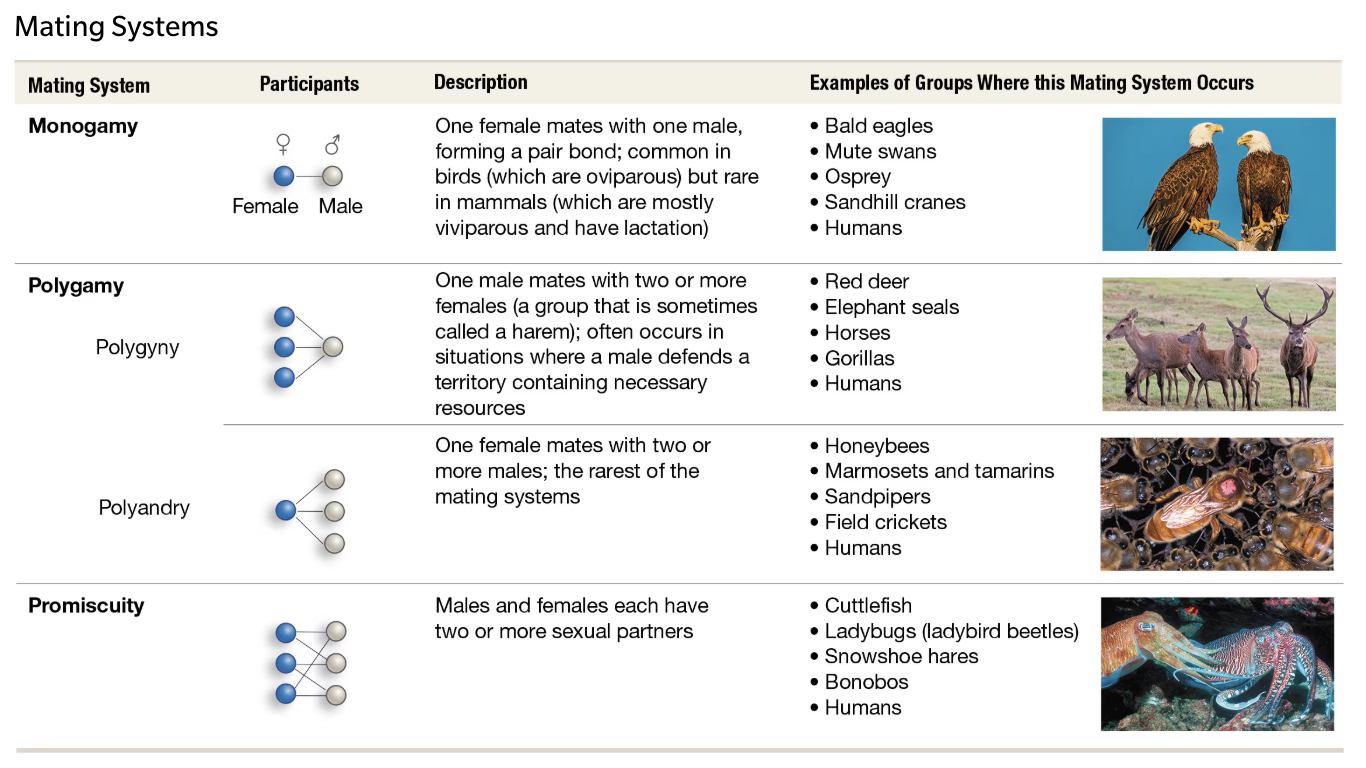 Mating Systems
Mating System Participants Description Examples of Groups Where this Mating System Occurs
Monogamy
♀ ♂
Female Male
One female mates with one male,
forming a pair bond; common in
birds (which are oviparous) but rare
in mammals (which are mostly
viviparous and have lactation)
• Bald eagles
• Mute swans
• Osprey
• Sandhill cranes
• Humans
Polygamy
Polygyny
One male mates with two or more
females (a group that is sometimes
called a harem); often occurs in
situations where a male defends a
territory containing necessary
resources
• Red deer
• Elephant seals
• Horses
• Gorillas
• Humans
Polyandry
One female mates with two or
more males; the rarest of the
mating systems
• Honeybees
• Marmosets and tamarins
• Sandpipers
• Field crickets
• Humans
Promiscuity
Males and females each have
two or more sexual partners
• Cuttlefish
• Ladybugs (ladybird beetles)
• Snowshoe hares
• Bonobos
• Humans